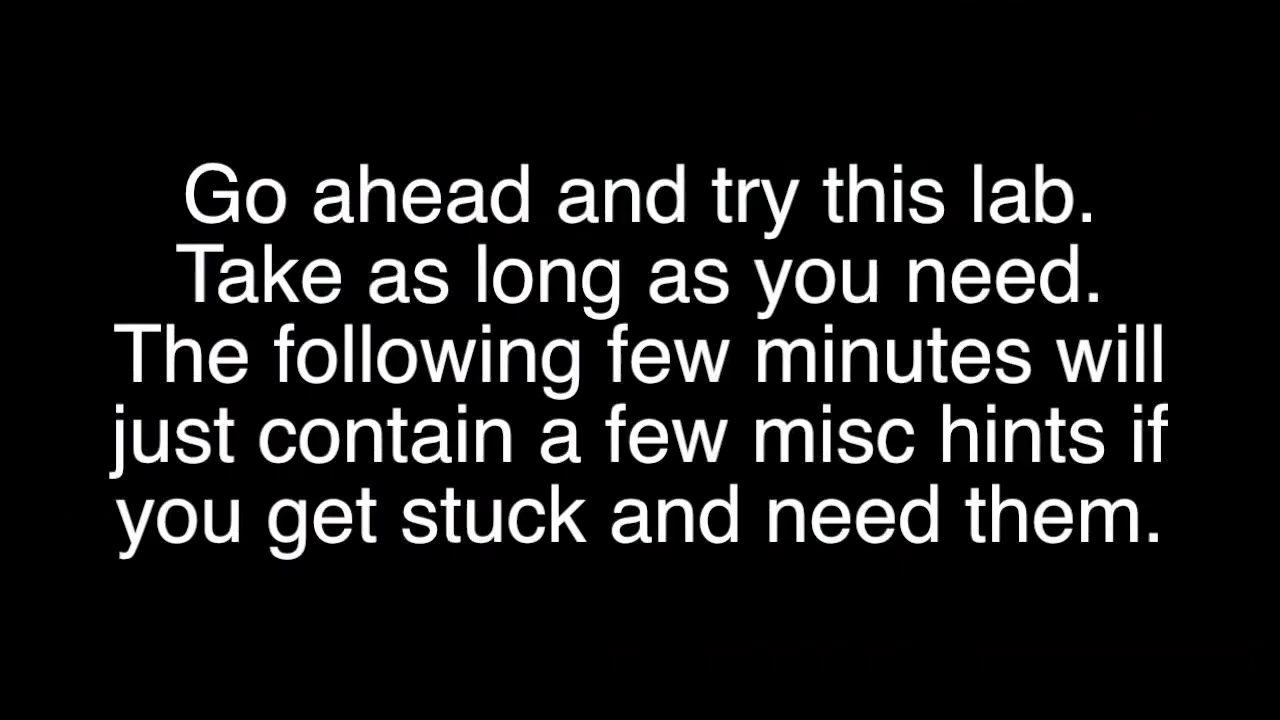 Go ahead and try this lab.
Take as long as you need.
The following few minutes will
just contain a few misc hints if
you get stuck and need them.